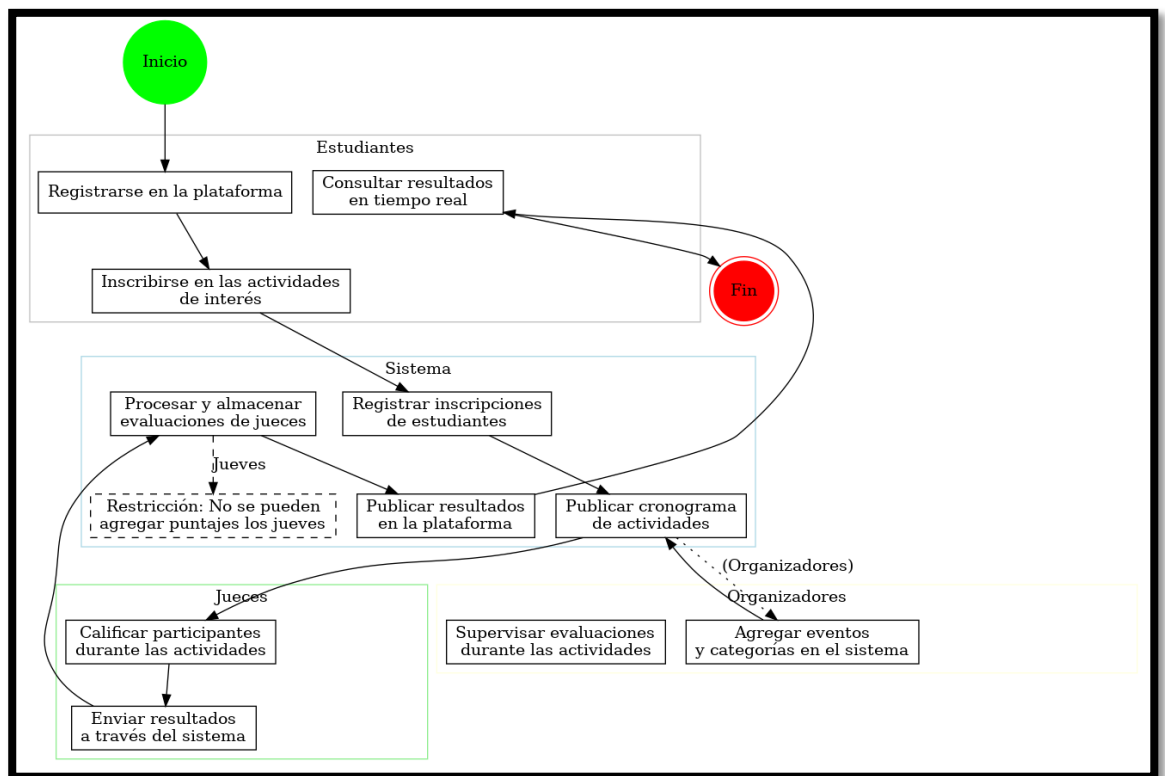 Inicio
Estudiantes
Registrarse en la plataforma
Consultar resultados
en tiempo real
Inscribirse en las actividades
de interés
Fin
Sistema
Procesar y almacenar
evaluaciones de jueces
Registrar inscripciones
de estudiantes
Jueves
Restricción: No se pueden
agregar puntajes los jueves
Publicar resultados
en la plataforma
Publicar cronograma
de actividades
(Organizadores)
Jueces
Organizadores
Calificar participantes
durante las actividades
Supervisar evaluaciones
durante las actividades
Agregar eventos
y categorías en el sistema
Enviar resultados
a través del sistema